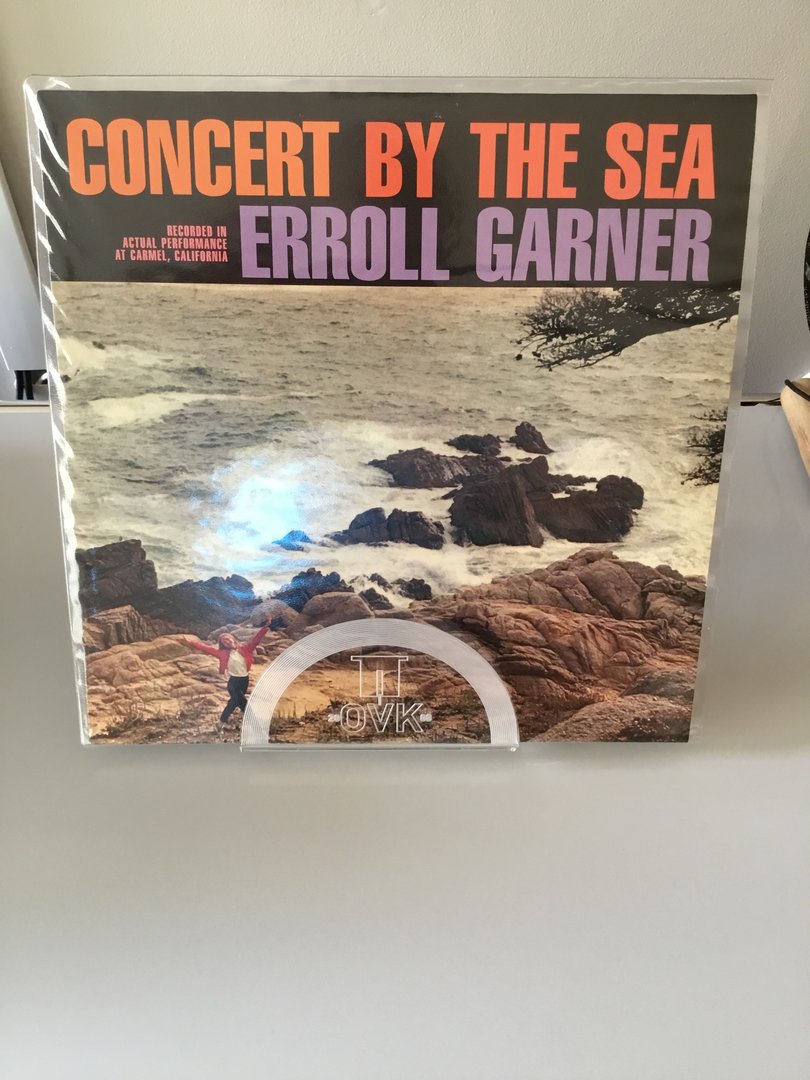 CONCERT BY THE SEA
RECORDED IN
ACTUAL PERFORMANCE
AT CARMEL, CALIFORNIA
ERROLL GARNER
OVK